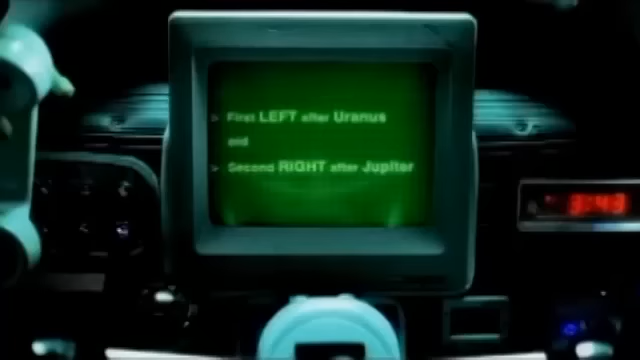 > First LEFT after Uranus
and
> Second RIGHT after Jupiter